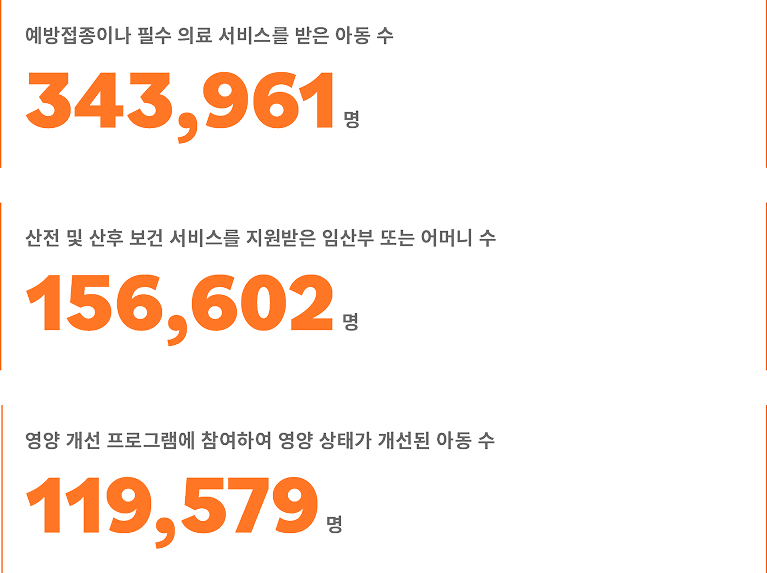 예방접종이나 필수 의료 서비스를 받은 아동 수
343,961 명
산전 및 산후 보건 서비스를 지원받은 임산부 또는 어머니 수
156,602 명
영양 개선 프로그램에 참여하여 영양 상태가 개선된 아동 수
119,579 명